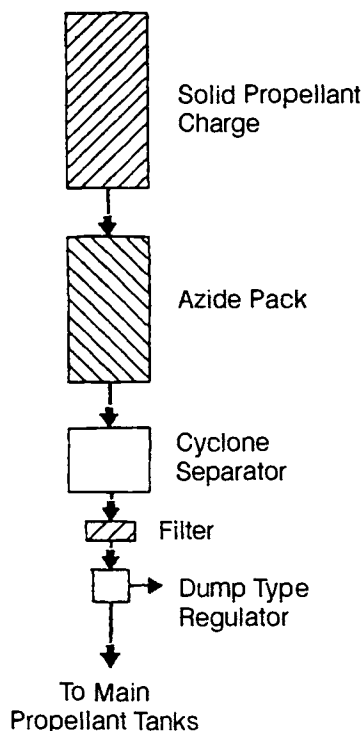 Solid Propellant
Charge
Azide Pack
Cyclone
Separator
Filter
Dump Type
Regulator
To Main
Propellant Tanks